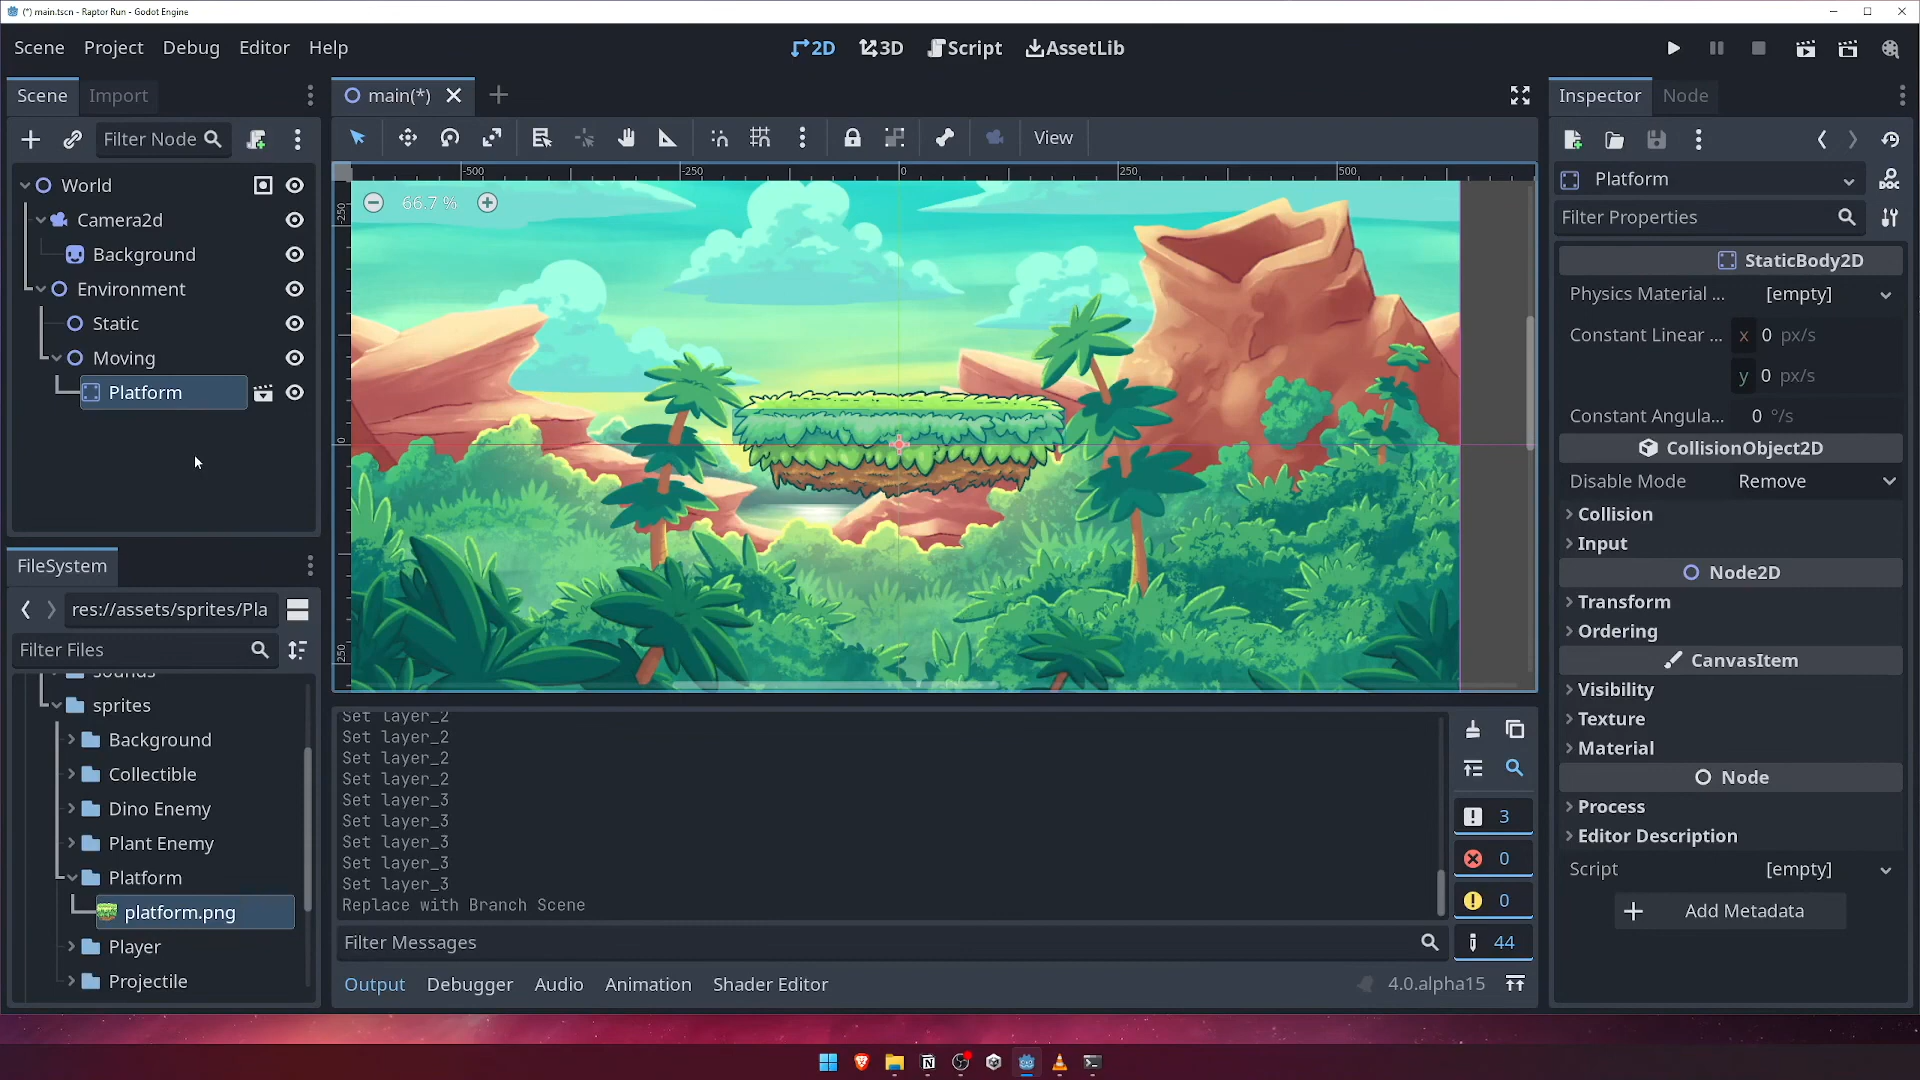 (*) main.tscn - Raptor Run - Godot Engine
Scene Project Debug Editor Help
2D 3D Script AssetLib
Scene Import
main(*)
Inspector Node
Filter Node
View
World
Camera2d
Background
Environment
Static
Moving
Platform
-500 -250 0 250 500
-250
0
250
66.7 %
Platform
Filter Properties
StaticBody2D
Physics Material ... [empty]
Constant Linear ... x 0 px/s
y 0 px/s
Constant Angula... 0 °/s
CollisionObject2D
Disable Mode Remove
Collision
Input
Node2D
Transform
Ordering
CanvasItem
Visibility
Texture
Material
Node
Process
Editor Description
Script [empty]
Add Metadata
FileSystem
res://assets/sprites/Pla
Filter Files
sounds
sprites
Background
Collectible
Dino Enemy
Plant Enemy
Platform
platform.png
Player
Projectile
Set layer_2
Set layer_2
Set layer_2
Set layer_2
Set layer_3
Set layer_3
Set layer_3
Set layer_3
Set layer_3
Replace with Branch Scene
3
0
0
44
Filter Messages
Output Debugger Audio Animation Shader Editor
4.0.alpha15